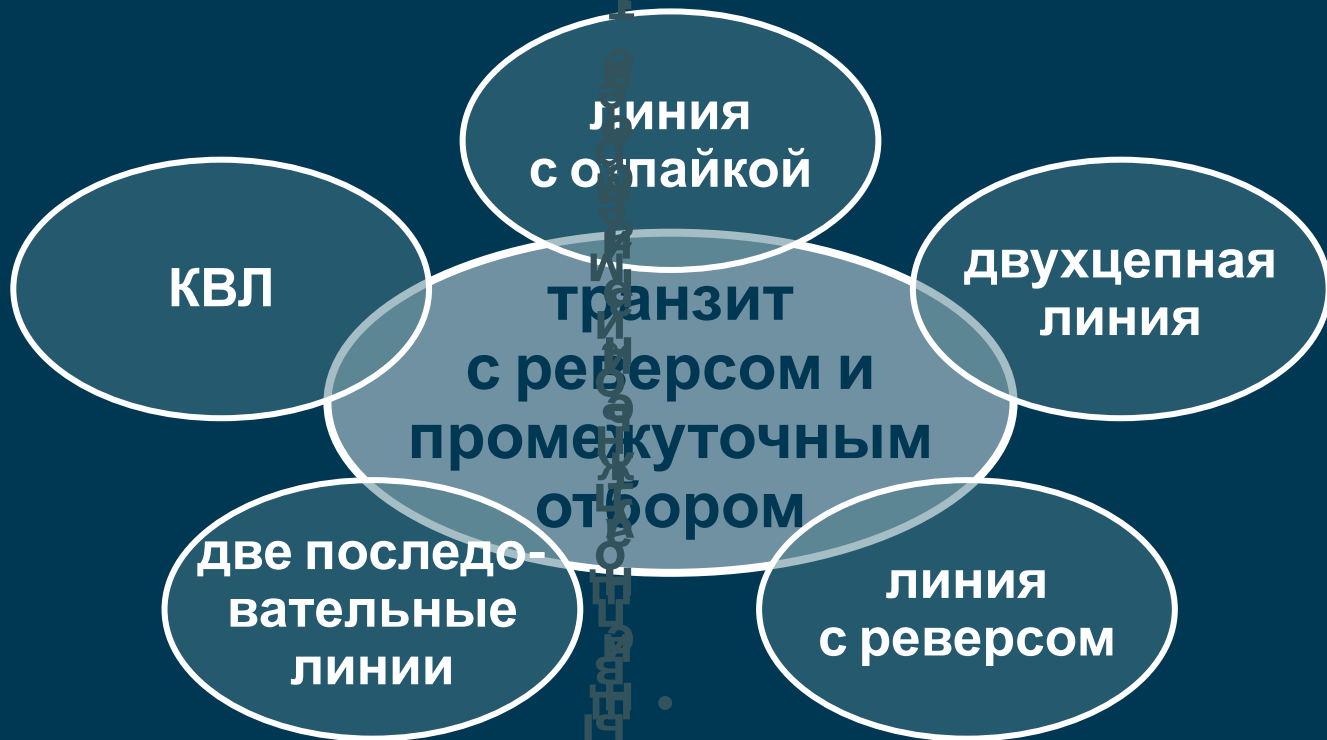 линия
с отпайкой
КВЛ
двухцепная
линия
транзит
с реверсом и
промежуточным
отбором
две последо-
вательные
линии
линия
с реверсом